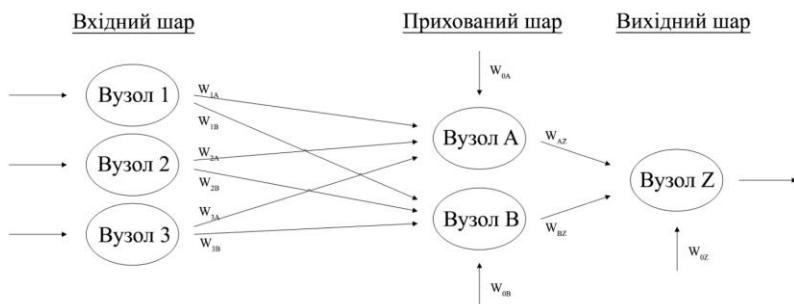 Вхідний шар
Прихований шар
Вихідний шар
W0A
Вузол 1
W1A
W1B
Вузол A
WAZ
Вузол 2
W2A
W2B
Вузол Z
Вузол 3
W3A
W3B
Вузол B
WBZ
W0Z
W0B